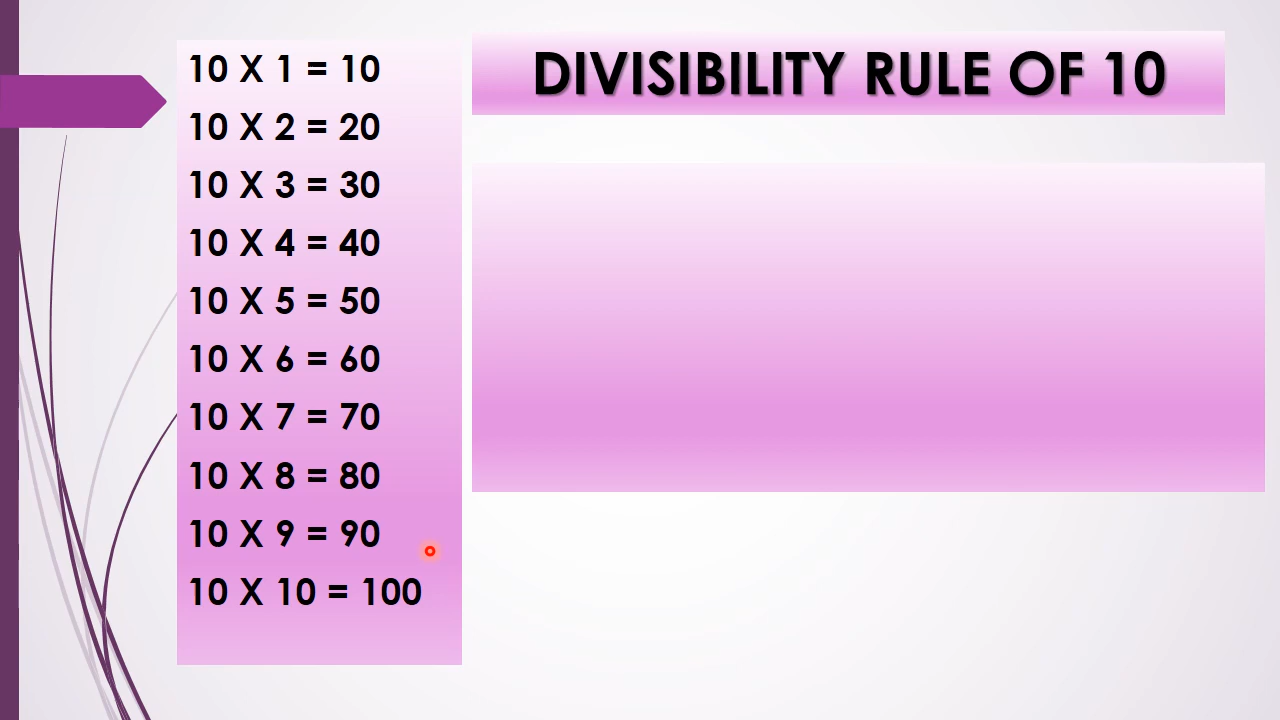 DIVISIBILITY RULE OF 10
10 X 1 = 10
10 X 2 = 20
10 X 3 = 30
10 X 4 = 40
10 X 5 = 50
10 X 6 = 60
10 X 7 = 70
10 X 8 = 80
10 X 9 = 90
10 X 10 = 100